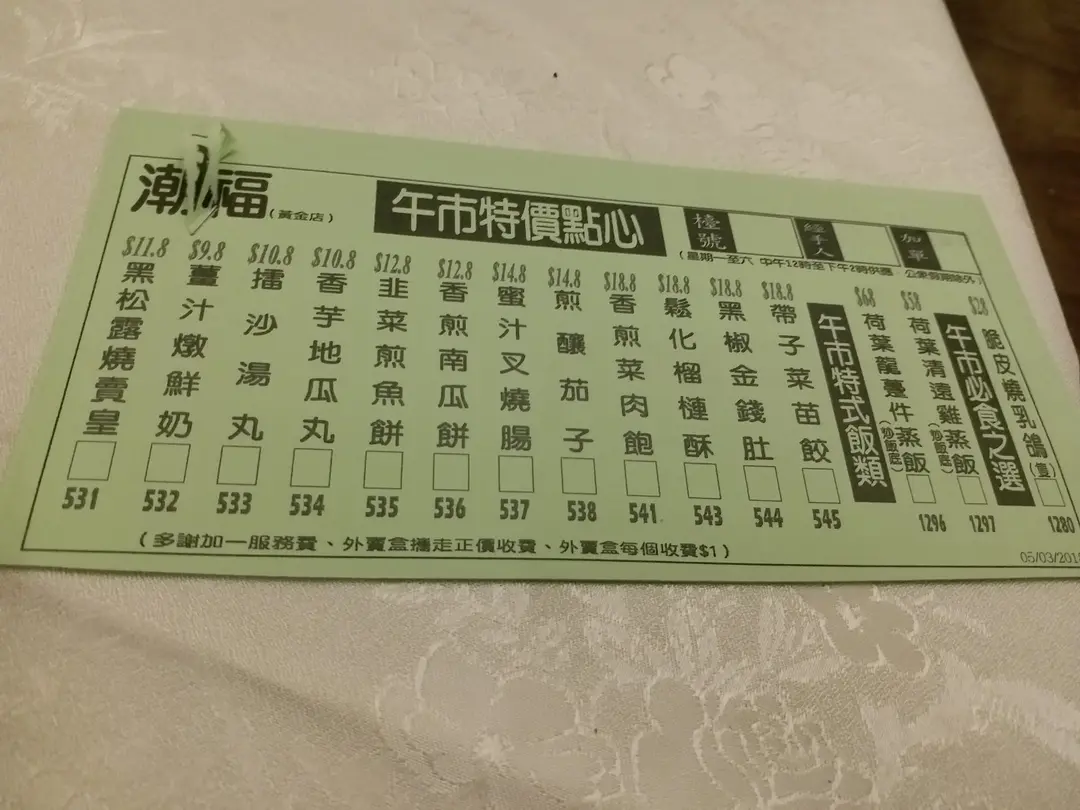 潮福(黃金店)
午市特價點心
檯號
經手人
加單
(星期一至六 中午12時至下午2時供應 公眾假期除外)
$11.8 黑松露燒賣皇 531
$9.8 薑汁燉鮮奶 532
$10.8 擂沙湯丸 533
$10.8 香芋地瓜丸 534
$12.8 韭菜煎魚餅 535
$12.8 香煎南瓜餅 536
$14.8 蜜汁叉燒腸 537
$14.8 煎釀茄子 538
$18.8 香煎菜肉飽 541
$18.8 鬆化榴槤酥 543
$18.8 黑椒金錢肚 544
$18.8 帶子菜苗餃 545
午市特式飯類
$68 荷葉龍躉件蒸飯(炒飯底) 1296
$58 荷葉清遠雞蒸飯(炒飯底) 1297
午市必食之選
$28 脆皮燒乳鴿(隻) 1280
(多謝加一服務費、外賣盒攜走正價收費、外賣盒每個收費$1)
05/03/201